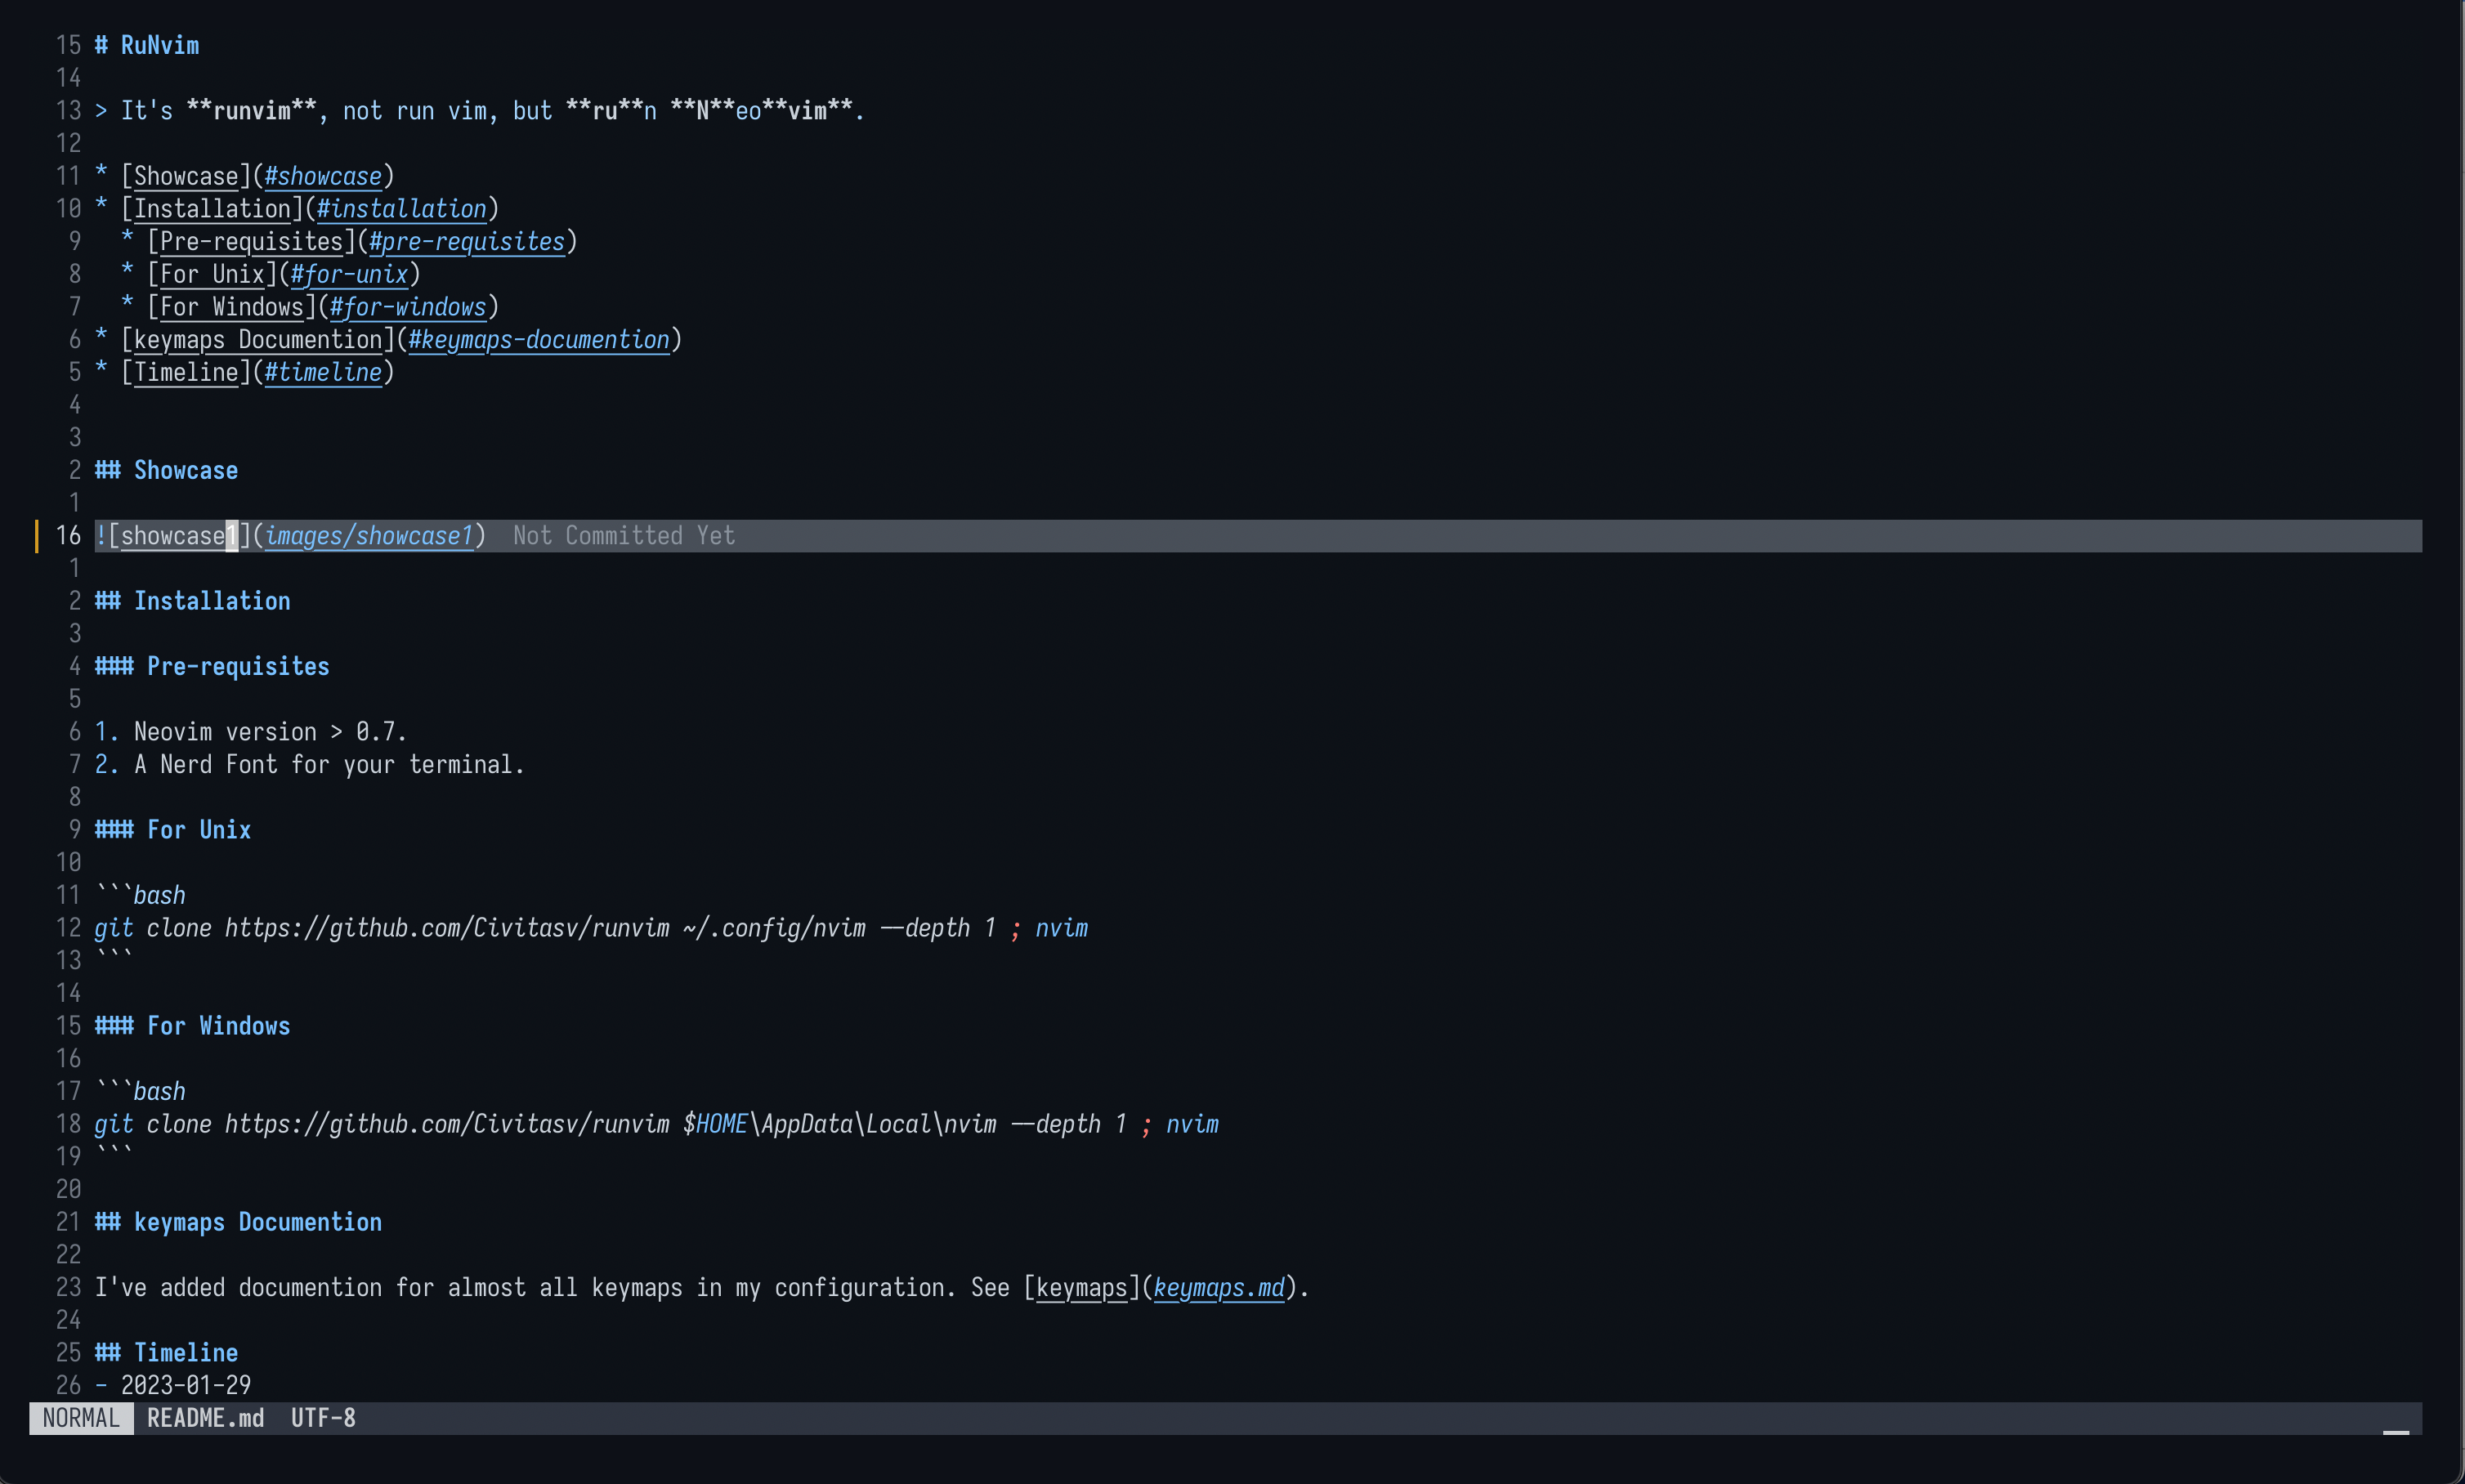 15 # RuNvim
14
13 > It's **runvim**, not run vim, but **ru**n **N**eo**vim**.
12
11 * [Showcase](#showcase)
10 * [Installation](#installation)
9   * [Pre-requisites](#pre-requisites)
8   * [For Unix](#for-unix)
7   * [For Windows](#for-windows)
6 * [keymaps Documention](#keymaps-documention)
5 * [Timeline](#timeline)
4
3
2 ## Showcase
1
16 ![showcase1](images/showcase1)  Not Committed Yet
1
2 ## Installation
3
4 ### Pre-requisites
5
6 1. Neovim version > 0.7.
7 2. A Nerd Font for your terminal.
8
9 ### For Unix
10
11 ```bash
12 git clone https://github.com/Civitasv/runvim ~/.config/nvim --depth 1 ; nvim
13 ```
14
15 ### For Windows
16
17 ```bash
18 git clone https://github.com/Civitasv/runvim $HOME\AppData\Local\nvim --depth 1 ; nvim
19 ```
20
21 ## keymaps Documention
22
23 I've added documention for almost all keymaps in my configuration. See [keymaps](keymaps.md).
24
25 ## Timeline
26 - 2023-01-29
NORMAL README.md UTF-8